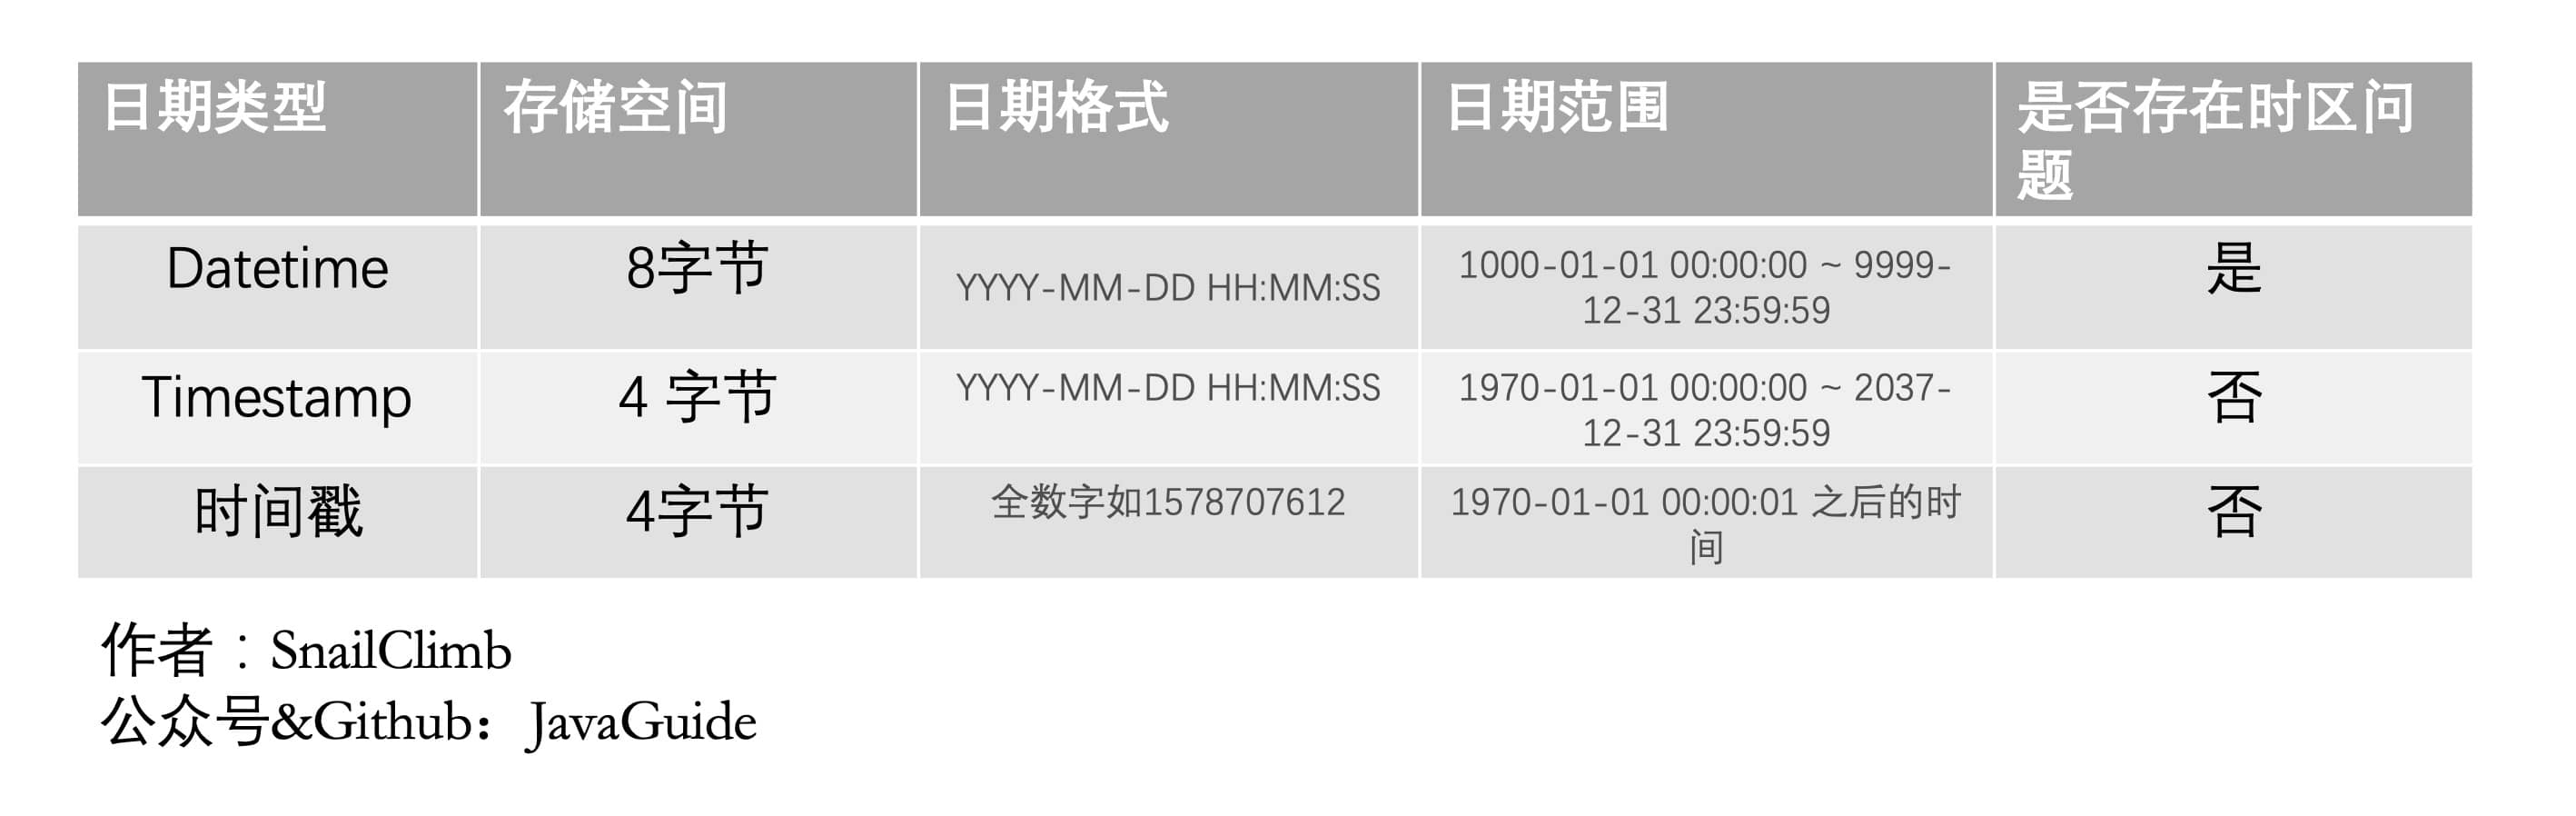 日期类型 存储空间 日期格式 日期范围 是否存在时区问
题
Datetime 8字节 YYYY-MM-DD HH:MM:SS 1000-01-01 00:00:00 ~ 9999-
12-31 23:59:59 是
Timestamp 4 字节 YYYY-MM-DD HH:MM:SS 1970-01-01 00:00:00 ~ 2037-
12-31 23:59:59 否
时间戳 4字节 全数字如1578707612 1970-01-01 00:00:01 之后的时
间 否
作者：SnailClimb
公众号&Github：JavaGuide